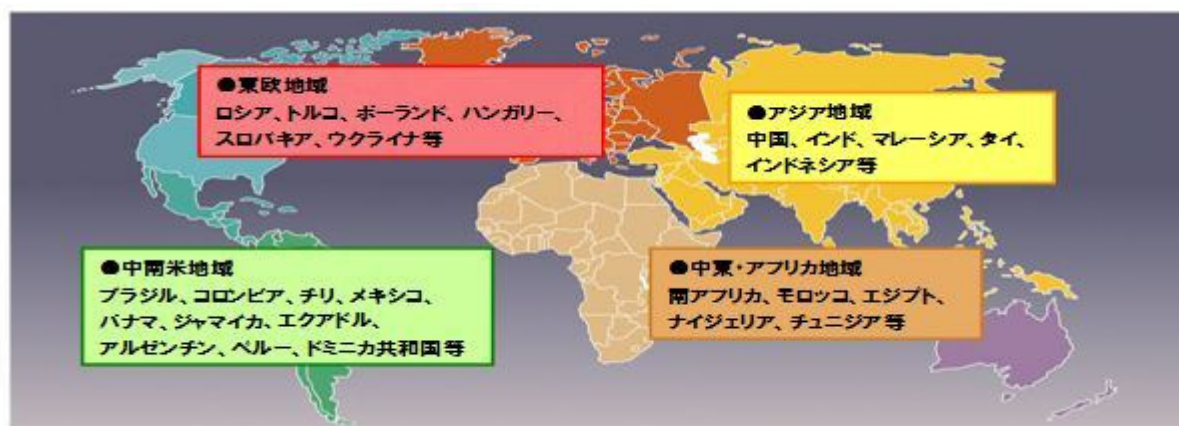 ●東欧地域
ロシア、トルコ、ポーランド、ハンガリー、
スロバキア、ウクライナ等
●アジア地域
中国、インド、マレーシア、タイ、
インドネシア等
●中南米地域
ブラジル、コロンビア、チリ、メキシコ、
パナマ、ジャマイカ、エクアドル、
アルゼンチン、ペルー、ドミニカ共和国等
●中東・アフリカ地域
南アフリカ、モロッコ、エジプト、
ナイジェリア、チュニジア等